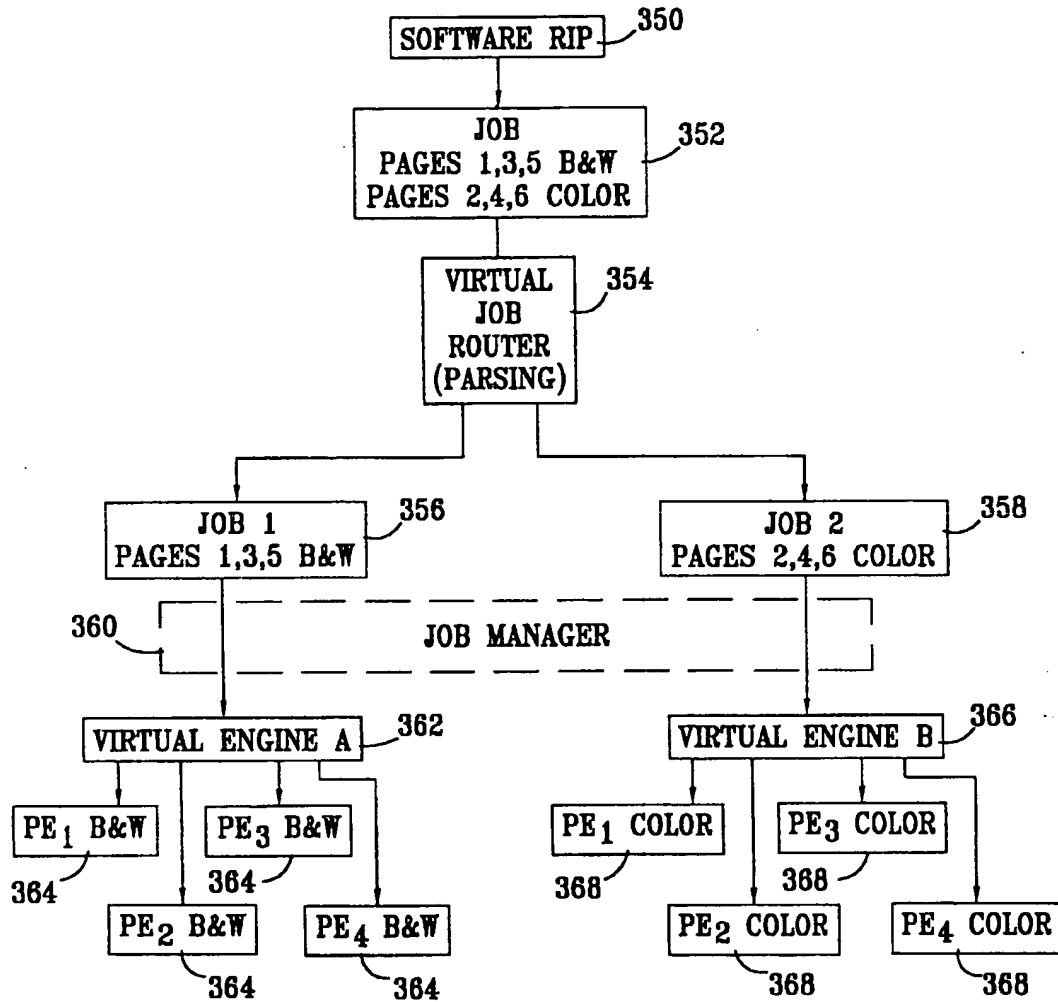 SOFTWARE RIP
350
JOB
PAGES 1,3,5 B&W
PAGES 2,4,6 COLOR
352
VIRTUAL
JOB
ROUTER
(PARSING)
354
JOB 1
PAGES 1,3,5 B&W
356
JOB 2
PAGES 2,4,6 COLOR
358
360
JOB MANAGER
VIRTUAL ENGINE A
362
VIRTUAL ENGINE B
366
PE1 B&W
364
PE3 B&W
364
PE1 COLOR
368
PE3 COLOR
368
PE2 B&W
364
PE4 B&W
364
PE2 COLOR
368
PE4 COLOR
368